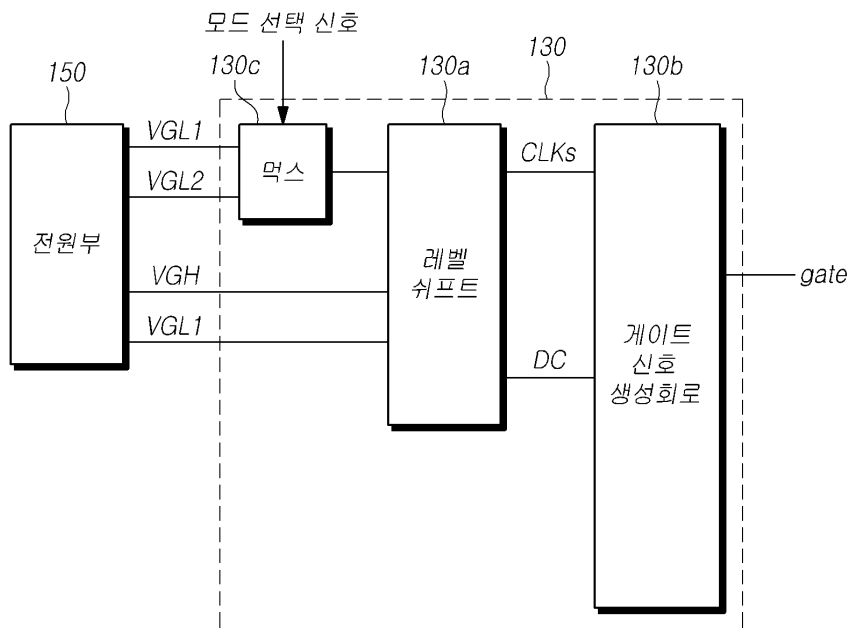 모드 선택 신호
150
130c
130a
130
130b
VGL1
VGL2
VGH
VGL1
전원부
먹스
레벨
쉬프트
CLKs
DC
게이트
신호
생성회로
gate